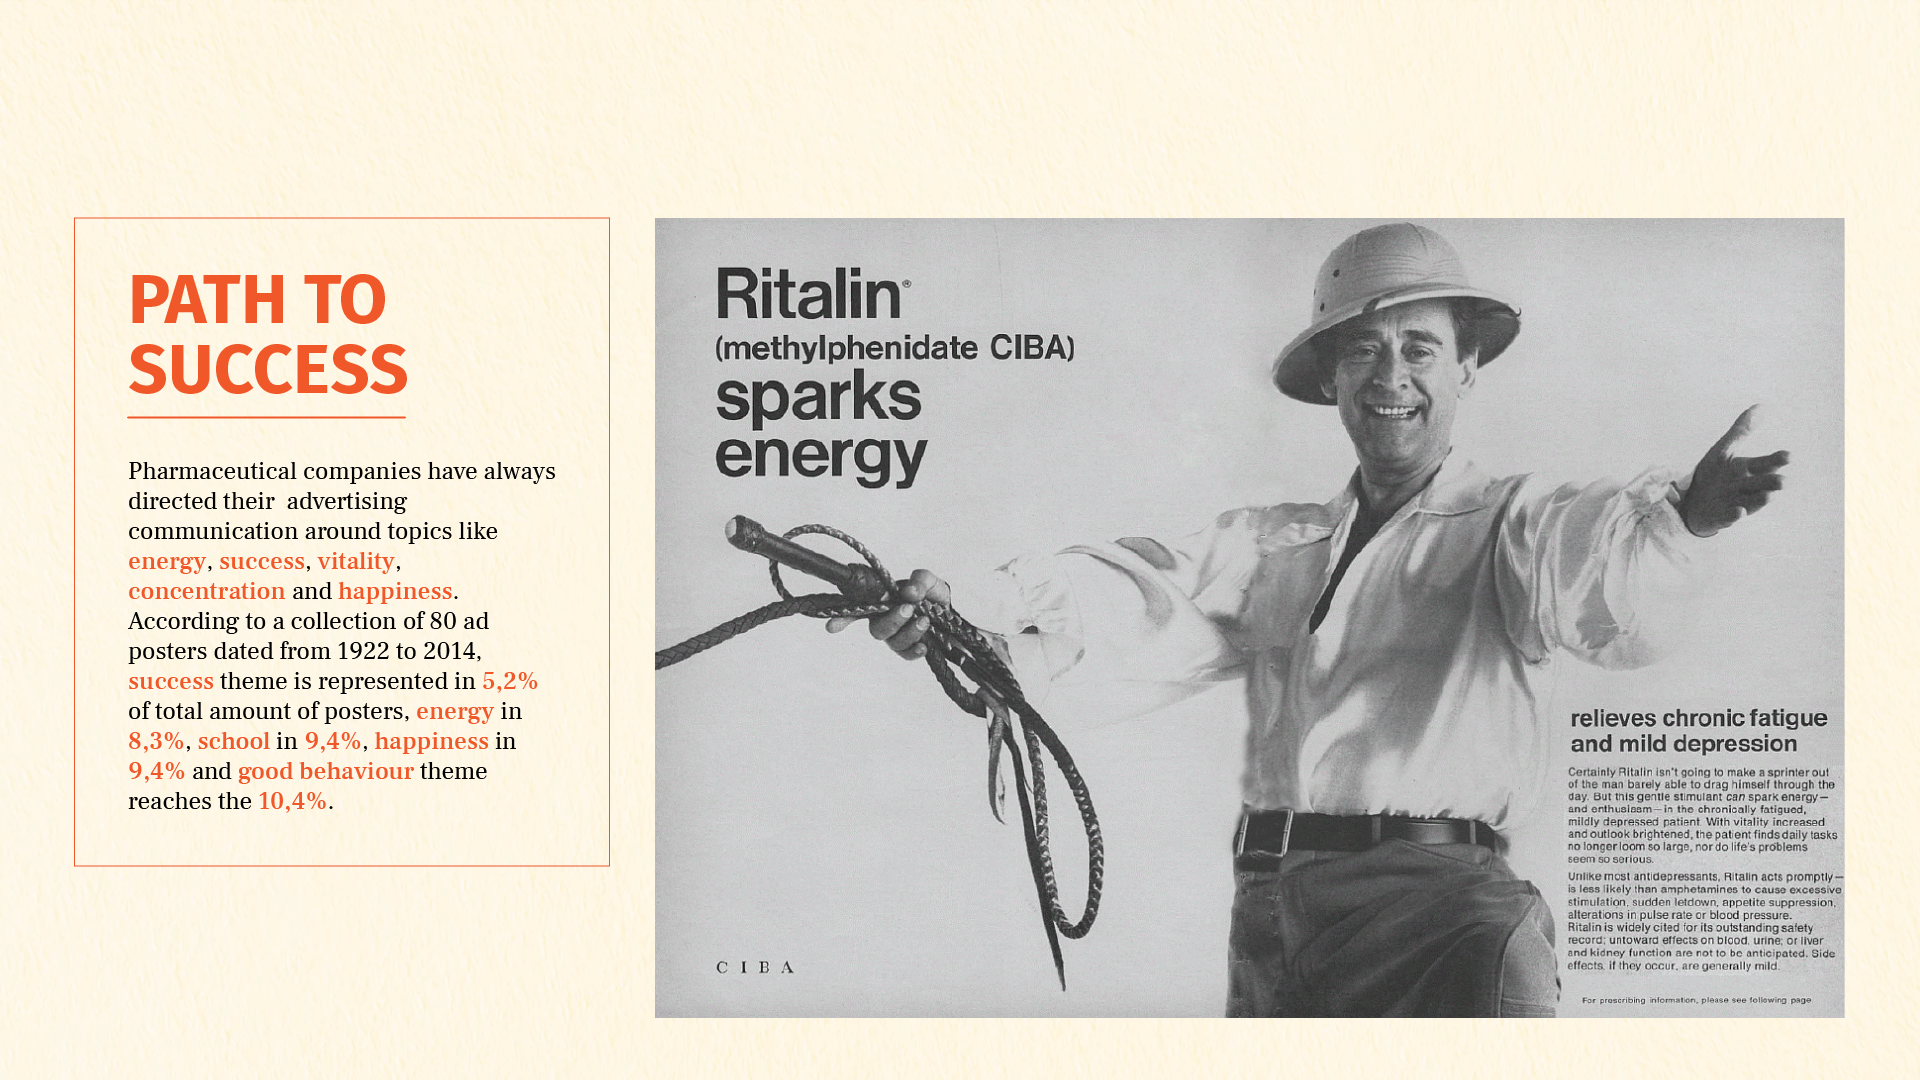 PATH TO
SUCCESS
Pharmaceutical companies have always
directed their  advertising
communication around topics like
energy, success, vitality,
concentration and happiness.
According to a collection of 80 ad
posters dated from 1922 to 2014,
success theme is represented in 5,2%
of total amount of posters, energy in
8,3%, school in 9,4%, happiness in
9,4% and good behaviour theme
reaches the 10,4%.
Ritalin®
(methylphenidate CIBA)
sparks
energy
CIBA
relieves chronic fatigue
and mild depression
Certainly Ritalin isn't going to make a sprinter out
of the man barely able to drag himself through the
day. But this gentle stimulant can spark energy—
and enthusiasm—in the chronically fatigued,
mildly depressed patient. With vitality increased
and outlook brightened, the patient finds daily tasks
no longer loom so large, nor do life's problems
seem so serious.
Unlike most antidepressants, Ritalin acts promptly—
is less likely than amphetamines to cause excessive
stimulation, sudden letdown, appetite suppression,
alterations in pulse rate or blood pressure.
Ritalin is widely cited for its outstanding safety
record; untoward effects on blood, urine, or liver
and kidney function are not to be anticipated. Side
effects, if they occur, are generally mild.
For prescribing information, please see following page